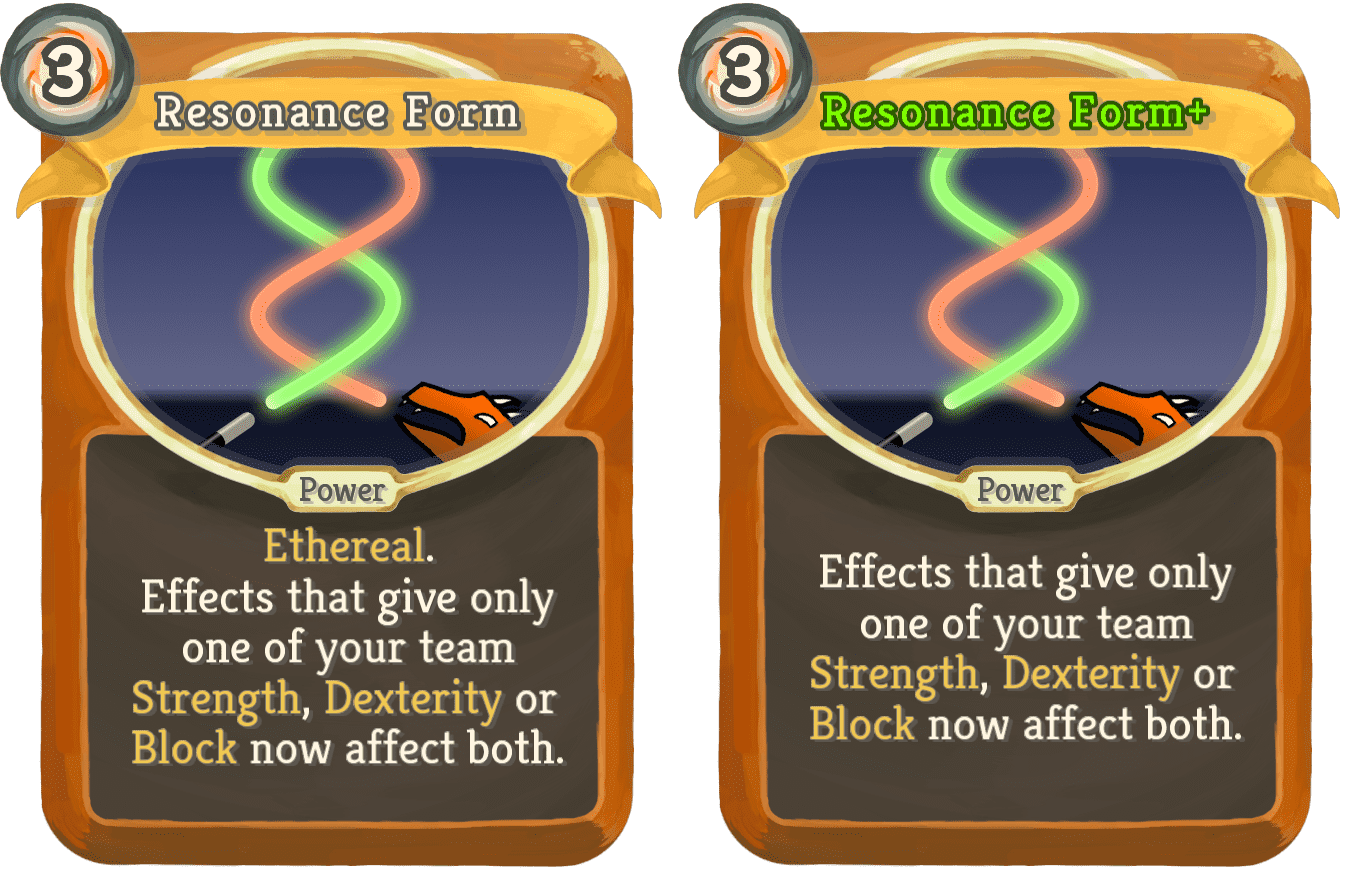 3
Resonance Form
Power
Ethereal.
Effects that give only
one of your team
Strength, Dexterity or
Block now affect both.
3
Resonance Form+
Power
Effects that give only
one of your team
Strength, Dexterity or
Block now affect both.